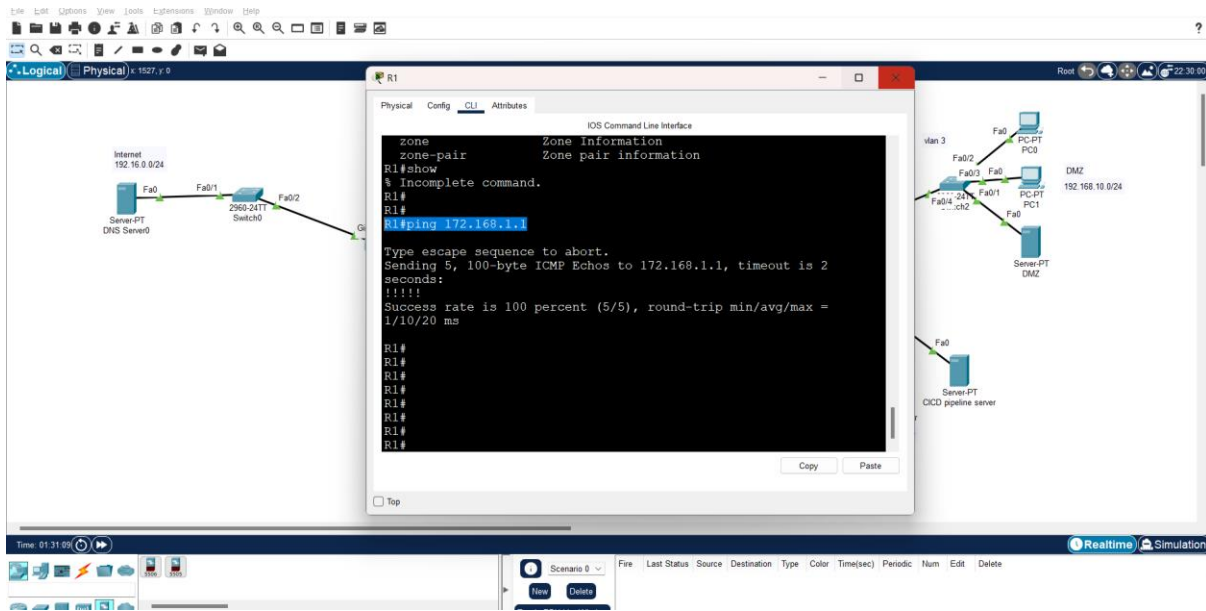 File Edit Options View Tools Extensions Window Help
?
Logical Physical x: 1527, y: 0
Root 22:30:00
R1
Physical Config CLI Attributes
IOS Command Line Interface
zone Zone Information
zone-pair Zone pair information
R1#show
% Incomplete command.
R1#
R1#
R1#ping 172.168.1.1
Type escape sequence to abort.
Sending 5, 100-byte ICMP Echos to 172.168.1.1, timeout is 2
seconds:
!!!!!
Success rate is 100 percent (5/5), round-trip min/avg/max =
1/10/20 ms
R1#
R1#
R1#
R1#
R1#
R1#
R1#
R1#
Copy Paste
Top
Internet
192.16.0.0/24
Fa0
Fa0/1
Fa0/2
Server-PT
DNS Server0
2960-24TT
Switch0
vlan 3
Fa0
PC-PT
PC0
Fa0/2
Fa0/3 Fa0
DMZ
192.168.10.0/24
Fa0/1
Fa0/4
PC-PT
PC1
Fa0
Server-PT
DMZ
Fa0
Server-PT
CICD pipeline server
Time: 01:31:09
Realtime Simulation
5506 5505
Scenario 0
New Delete
Fire Last Status Source Destination Type Color Time(sec) Periodic Num Edit Delete